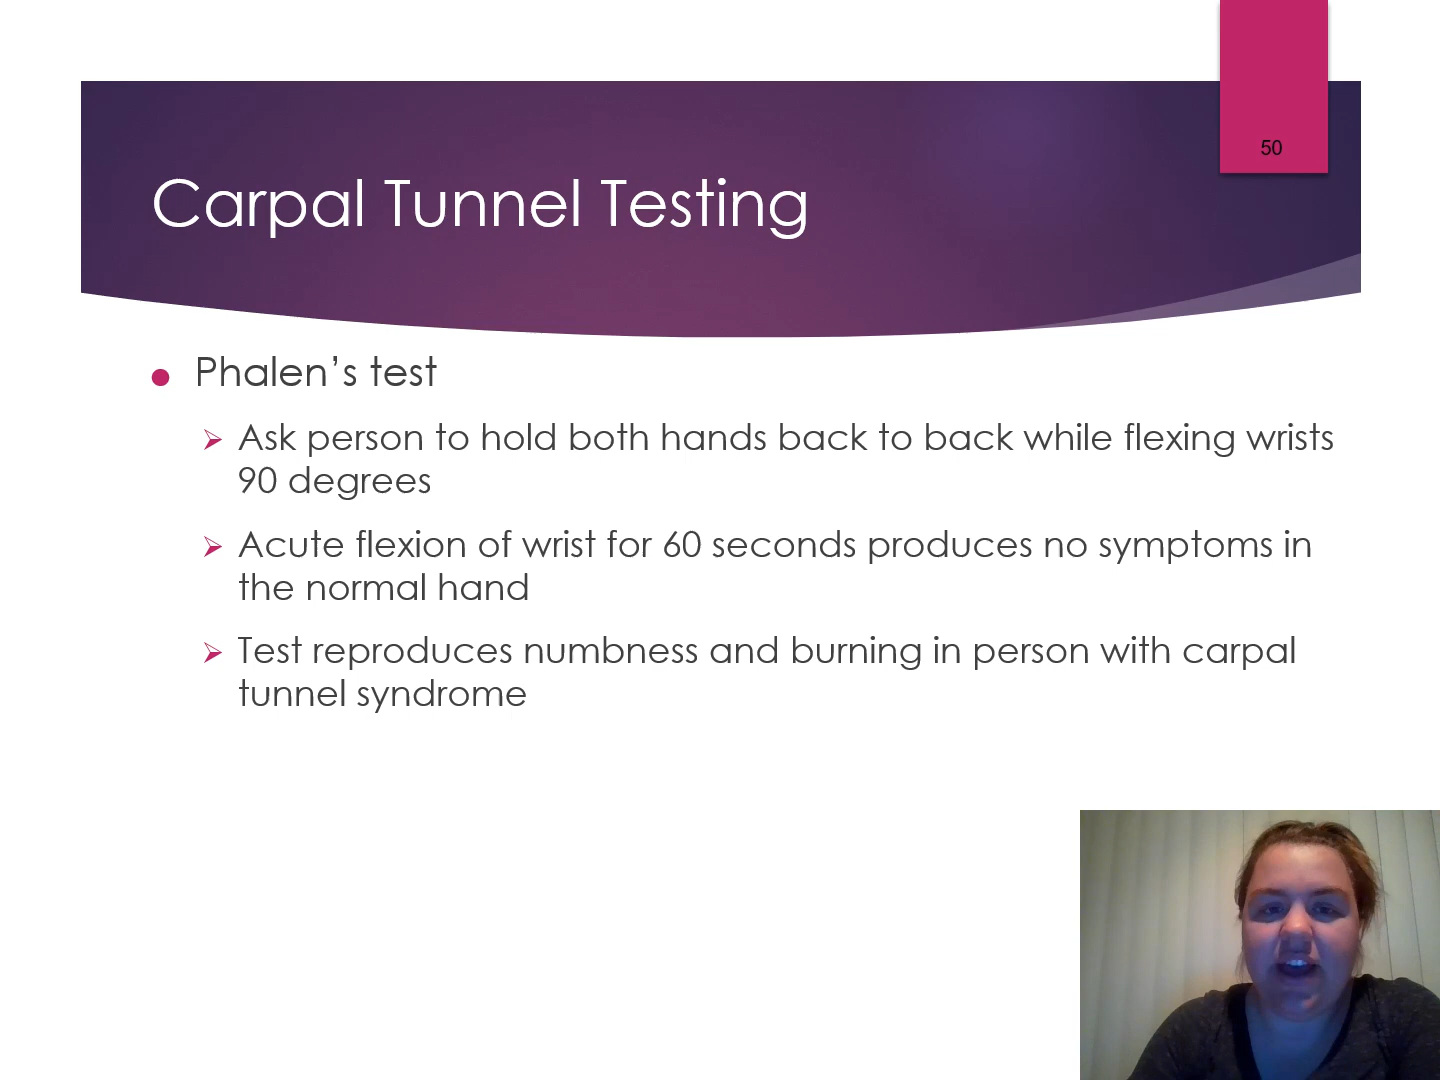 50
Carpal Tunnel Testing
Phalen’s test
Ask person to hold both hands back to back while flexing wrists
90 degrees
Acute flexion of wrist for 60 seconds produces no symptoms in
the normal hand
Test reproduces numbness and burning in person with carpal
tunnel syndrome